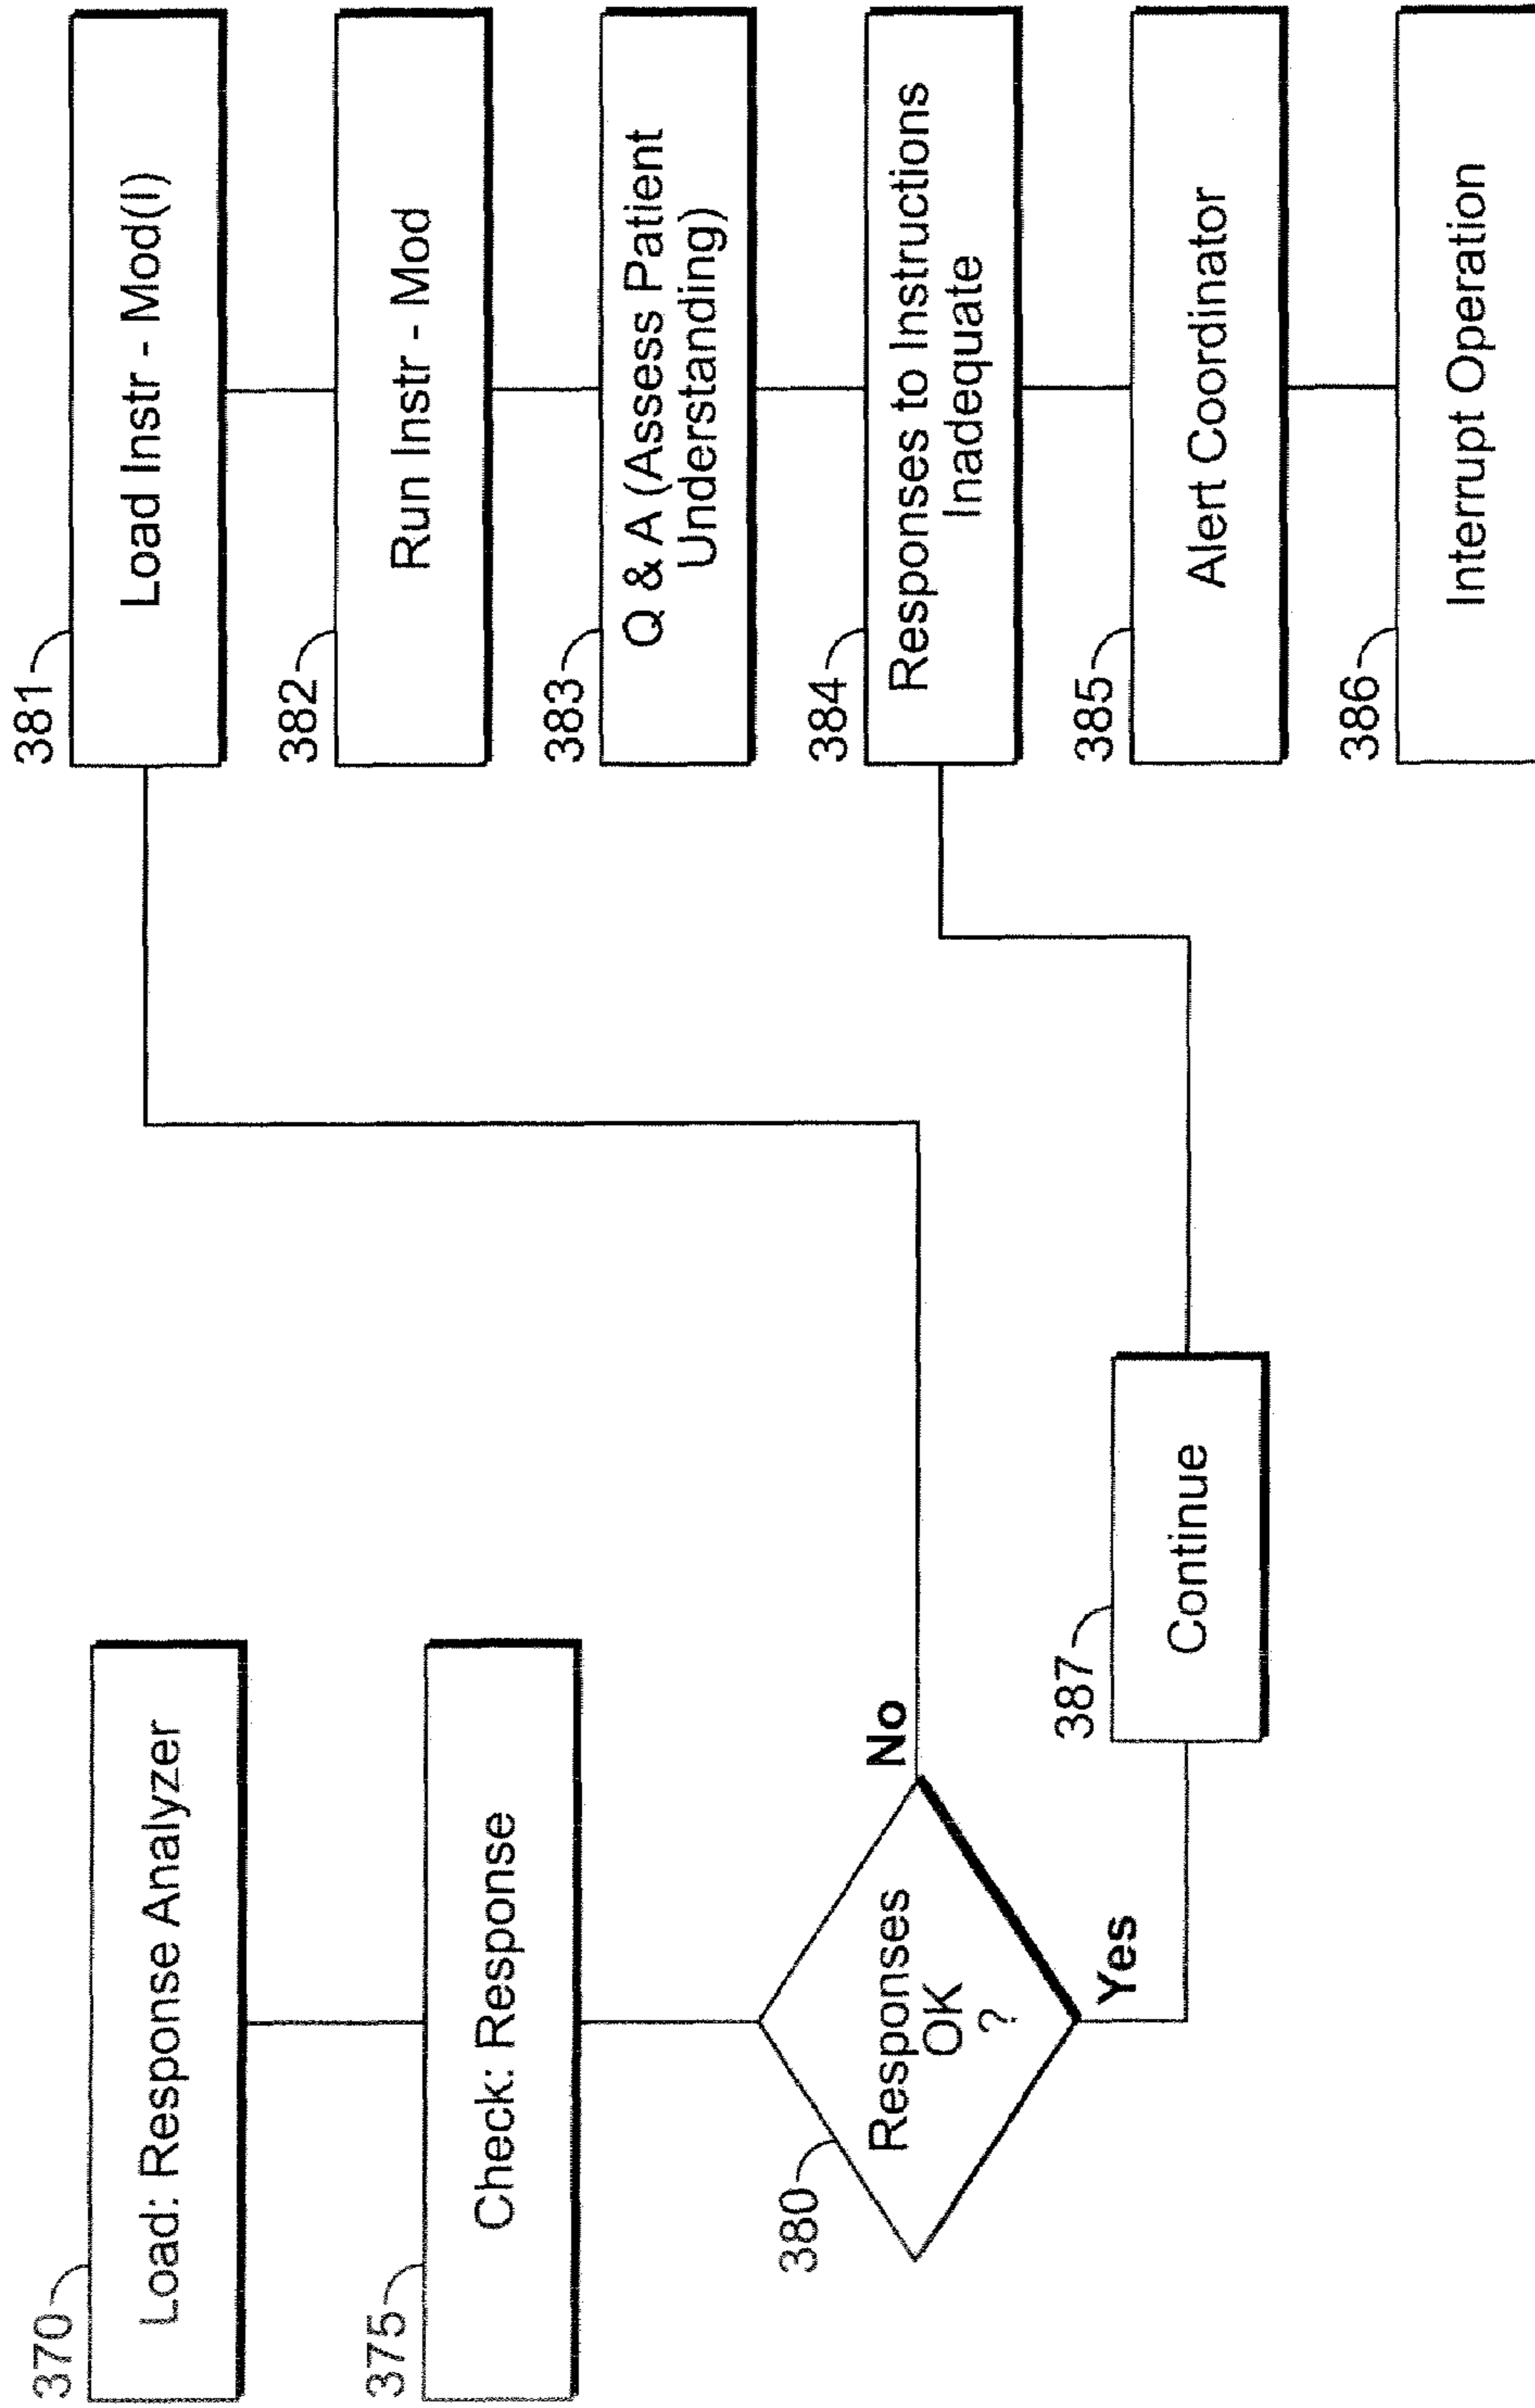 370
Load: Response Analyzer
375
Check: Response
380
Responses
OK
?
No
Yes
387
Continue
381
Load Instr - Mod(I)
382
Run Instr - Mod
383
Q & A (Assess Patient
Understanding)
384
Responses to Instructions
Inadequate
385
Alert Coordinator
386
Interrupt Operation